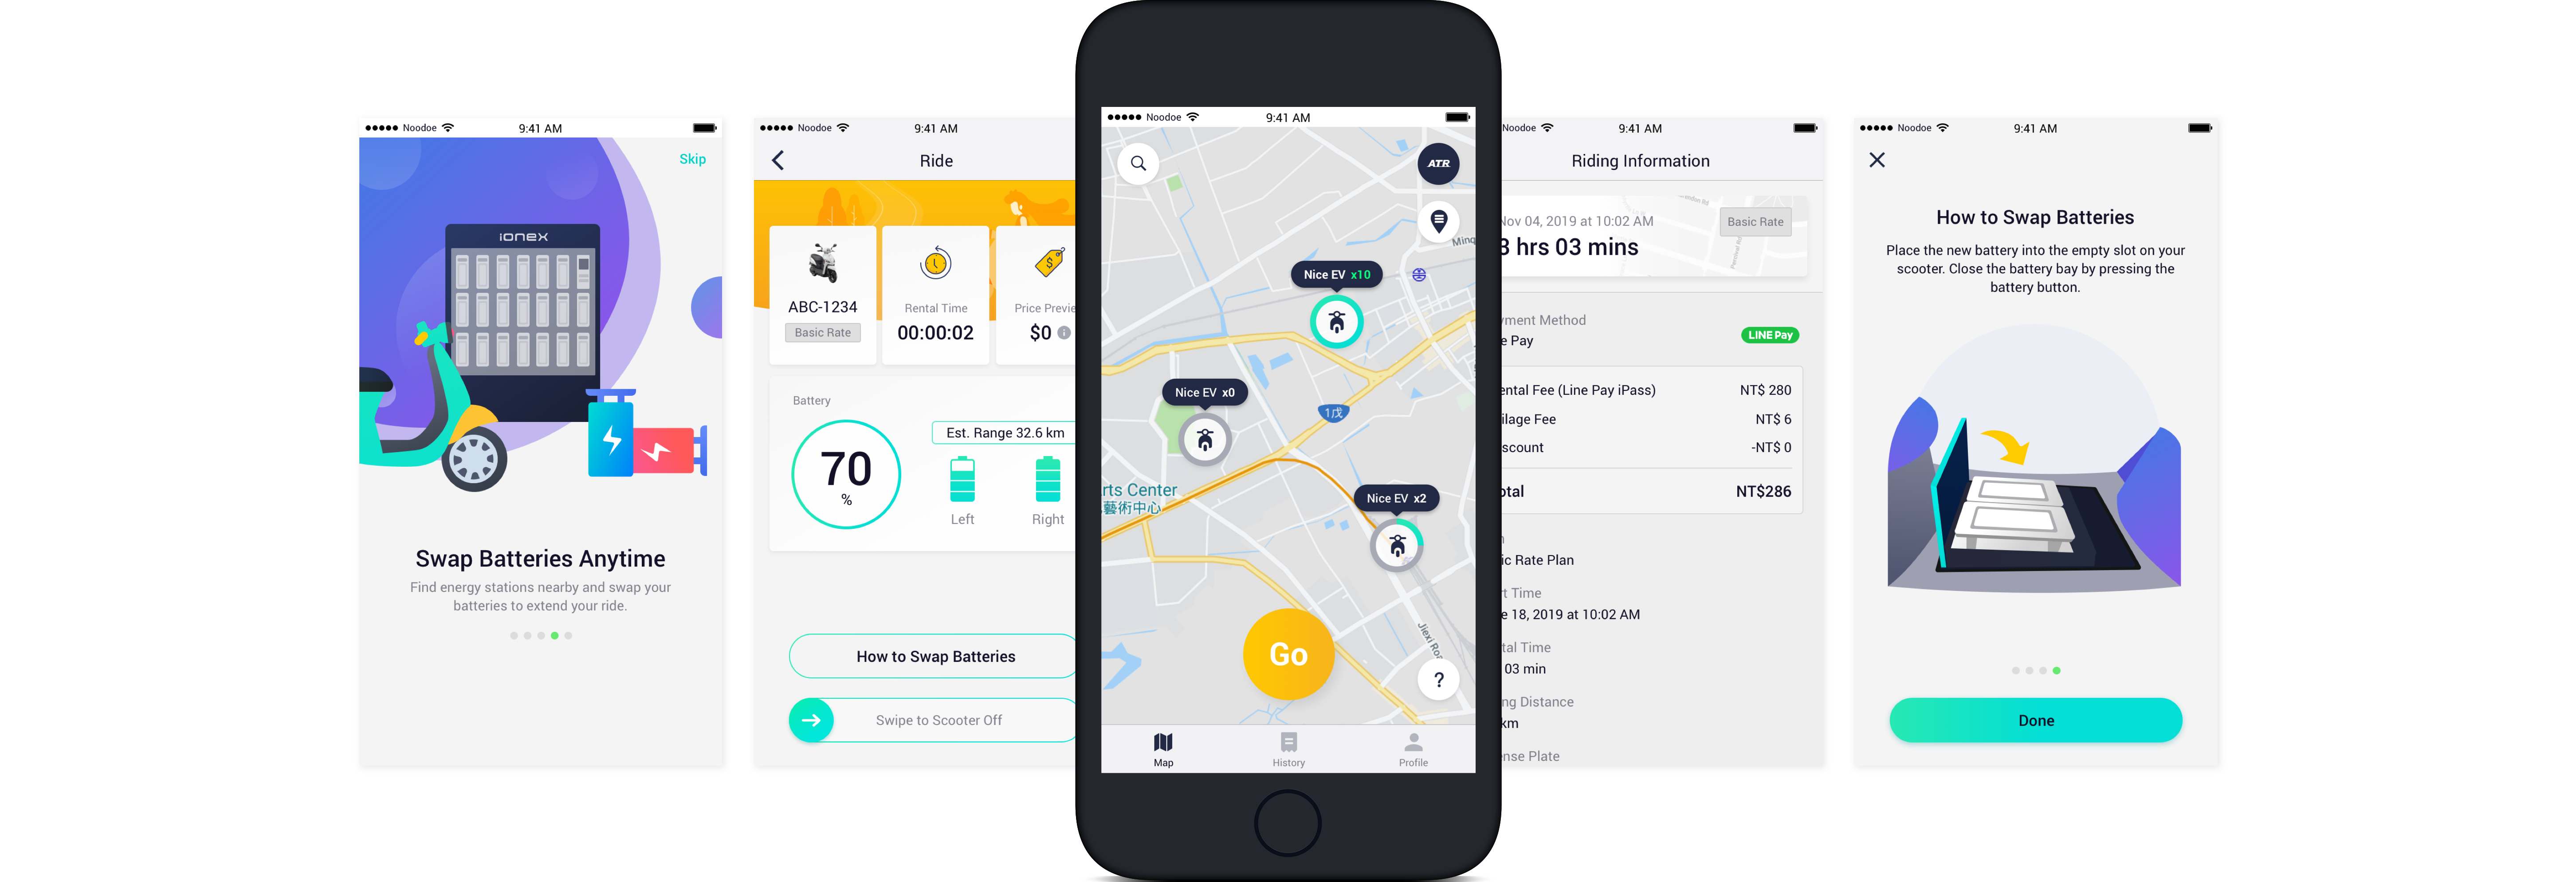 Noodoe
9:41 AM
Skip
ionex
Swap Batteries Anytime
Find energy stations nearby and swap your
batteries to extend your ride.
Noodoe
9:41 AM
Ride
ABC-1234
Basic Rate
Rental Time
00:00:02
Price Previe
$0
Battery
70
%
Est. Range 32.6 km
Left
Right
How to Swap Batteries
Swipe to Scooter Off
Noodoe
9:41 AM
ATR
Minq
Nice EV x10
Nice EV x0
1戊
Nice EV x2
rts Center
藝術中心
Jiexi Roa
Go
?
Map
History
Profile
Noodoe
9:41 AM
Riding Information
Nov 04, 2019 at 10:02 AM
Basic Rate
3 hrs 03 mins
yment Method
e Pay
LINE Pay
ental Fee (Line Pay iPass)
NT$ 280
ilage Fee
NT$ 6
scount
-NT$ 0
otal
NT$286
n
ic Rate Plan
rt Time
e 18, 2019 at 10:02 AM
tal Time
03 min
ng Distance
km
ense Plate
Noodoe
9:41 AM
How to Swap Batteries
Place the new battery into the empty slot on your
scooter. Close the battery bay by pressing the
battery button.
Done